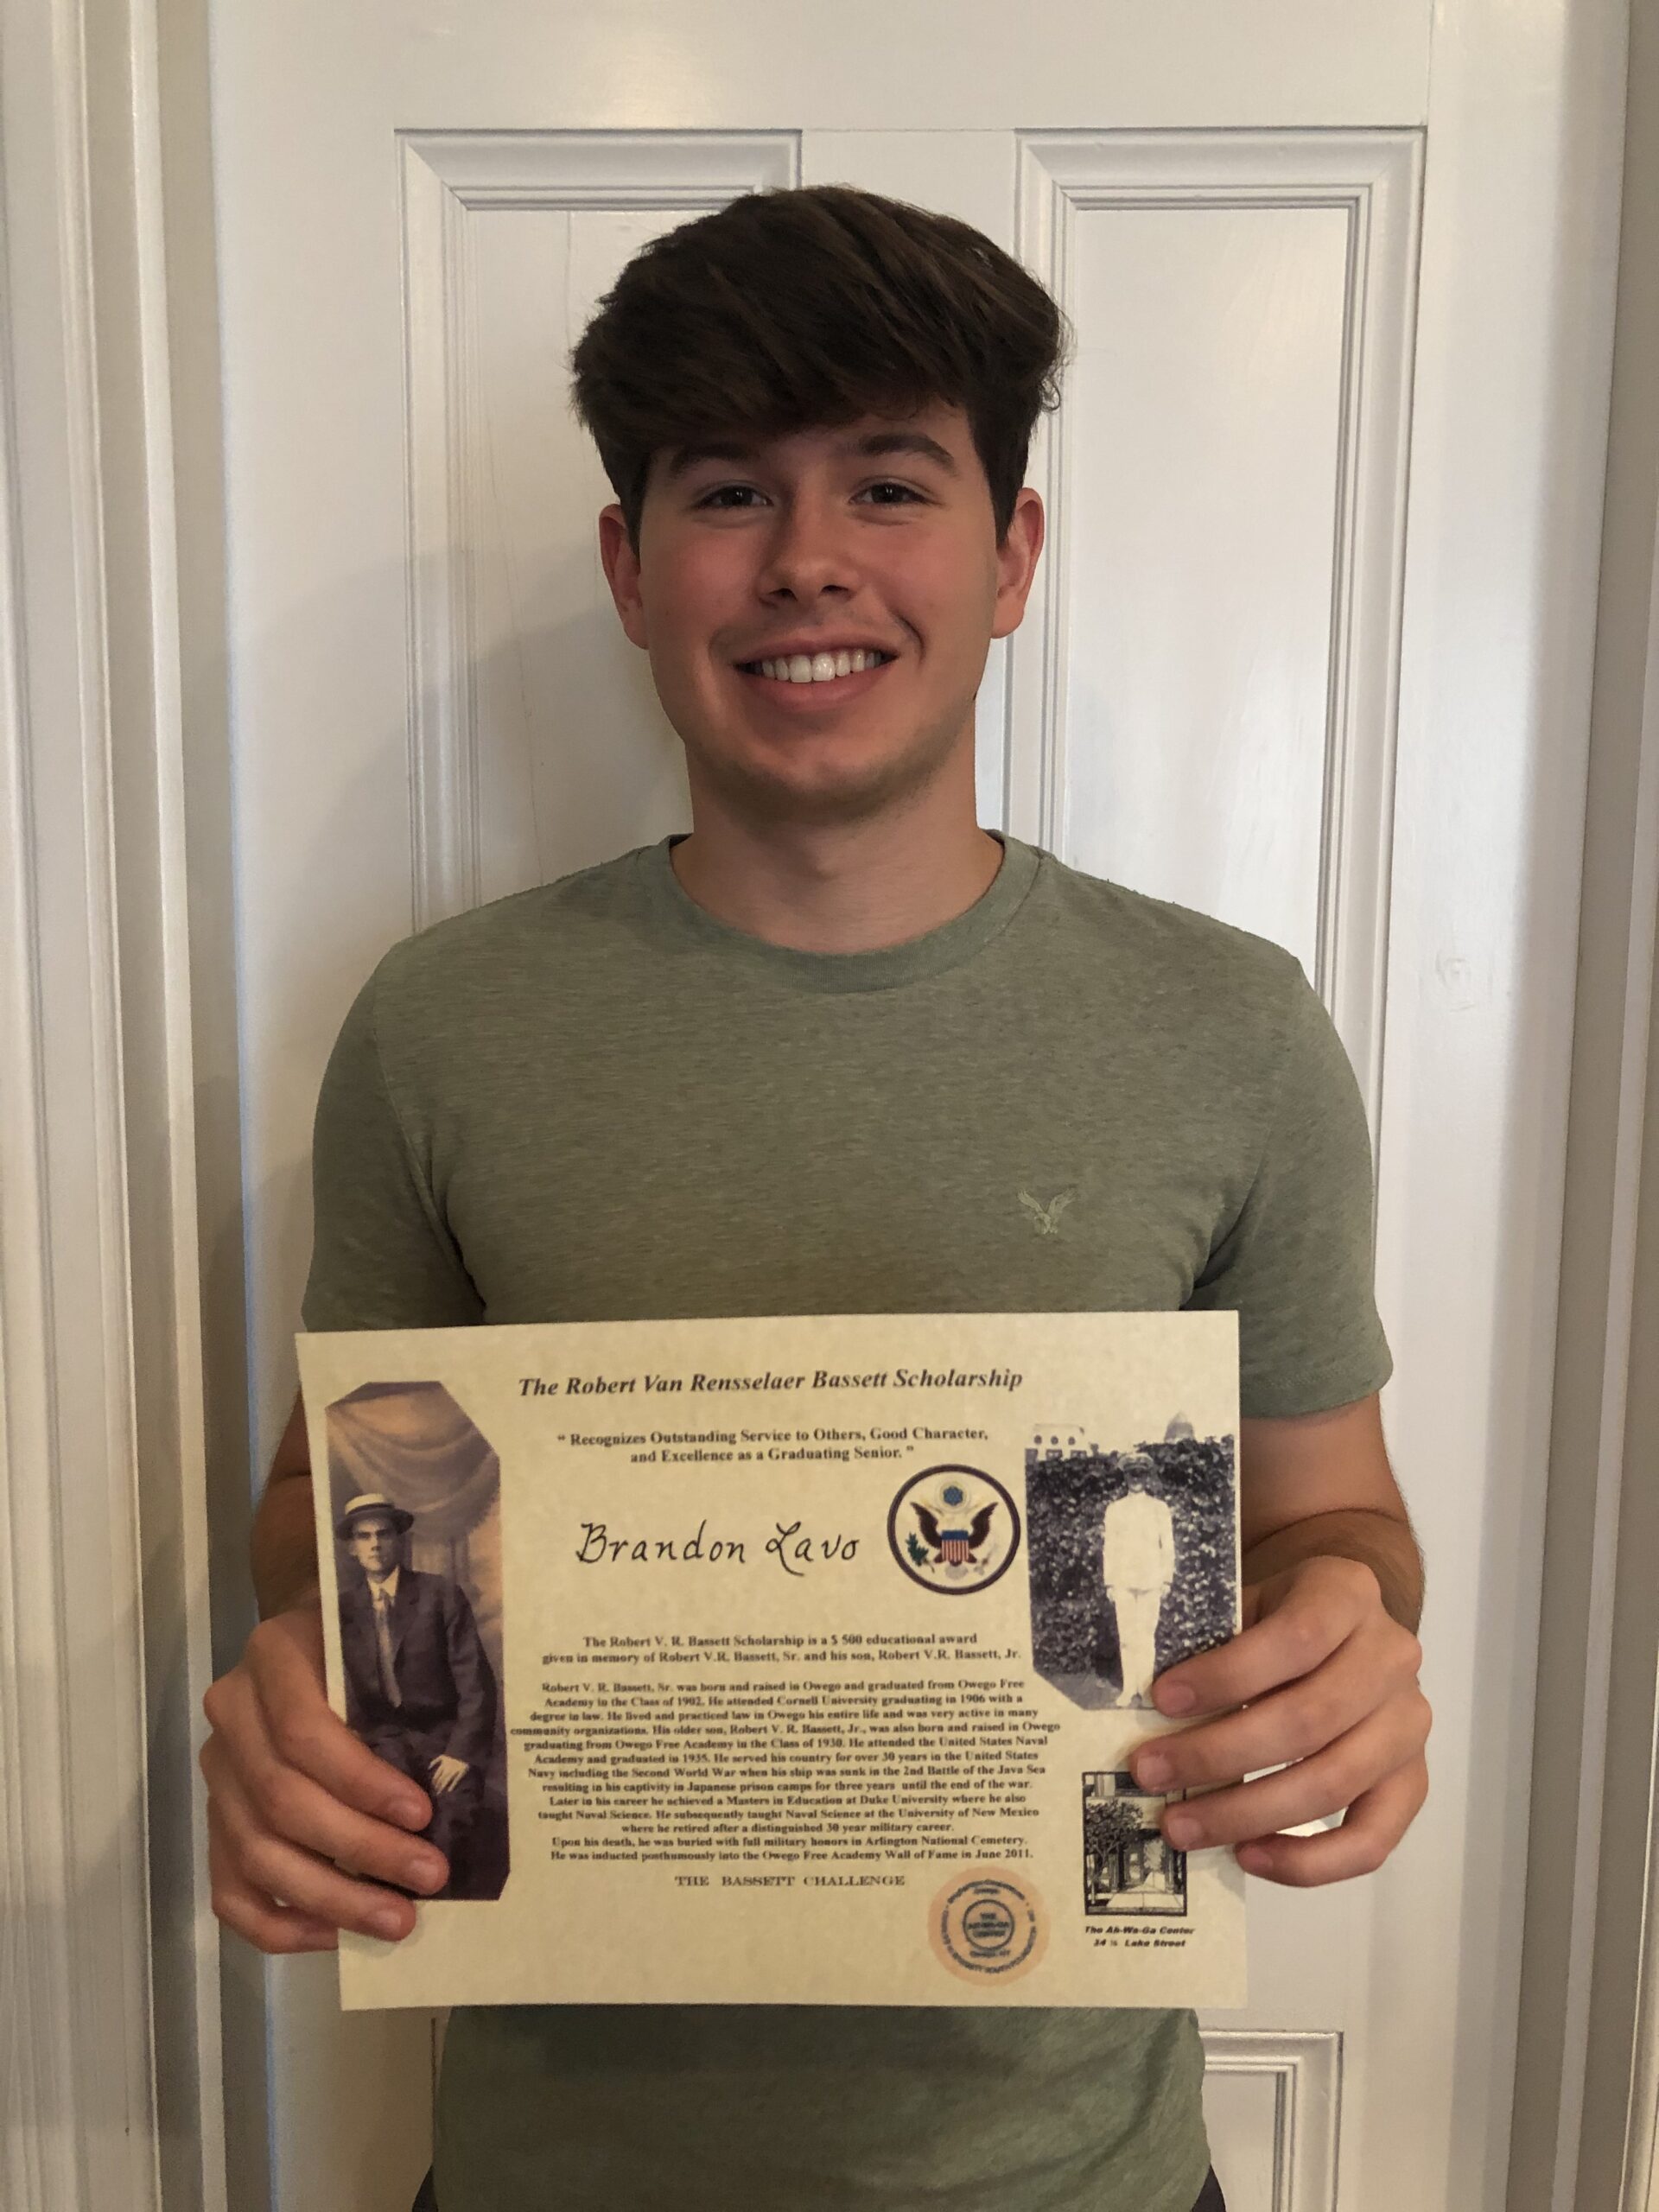 The Robert Van Rensselaer Bassett Scholarship
“ Recognizes Outstanding Service to Others, Good Character,
and Excellence as a Graduating Senior. ”
Brandon Lavo
The Robert V. R. Bassett Scholarship is a $ 500 educational award
given in memory of Robert V.R. Bassett, Sr. and his son, Robert V.R. Bassett, Jr.
Robert V. R. Bassett, Sr. was born and raised in Owego and graduated from Owego Free
Academy in the Class of 1902. He attended Cornell University graduating in 1906 with a
degree in law. He lived and practiced law in Owego his entire life and was very active in many
community organizations. His older son, Robert V. R. Bassett, Jr., was also born and raised in Owego
graduating from Owego Free Academy in the Class of 1930. He attended the United States Naval
Academy and graduated in 1935. He served his country for over 30 years in the United States
Navy including the Second World War when his ship was sunk in the 2nd Battle of the Java Sea
resulting in his captivity in Japanese prison camps for three years until the end of the war.
Later in his career he achieved a Masters in Education at Duke University where he also
taught Naval Science. He subsequently taught Naval Science at the University of New Mexico
where he retired after a distinguished 30 year military career.
Upon his death, he was buried with full military honors in Arlington National Cemetery.
He was inducted posthumously into the Owego Free Academy Wall of Fame in June 2011.
THE BASSETT CHALLENGE
The Ah-Wa-Ga Center
14 ½ Lake Street